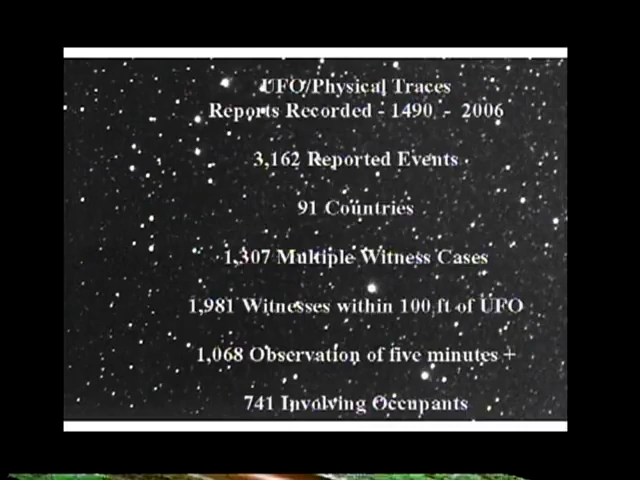 UFO/Physical Traces
Reports Recorded - 1490 - 2006
3,162 Reported Events
91 Countries
1,307 Multiple Witness Cases
1,981 Witnesses within 100 ft of UFO
1,068 Observation of five minutes +
741 Involving Occupants